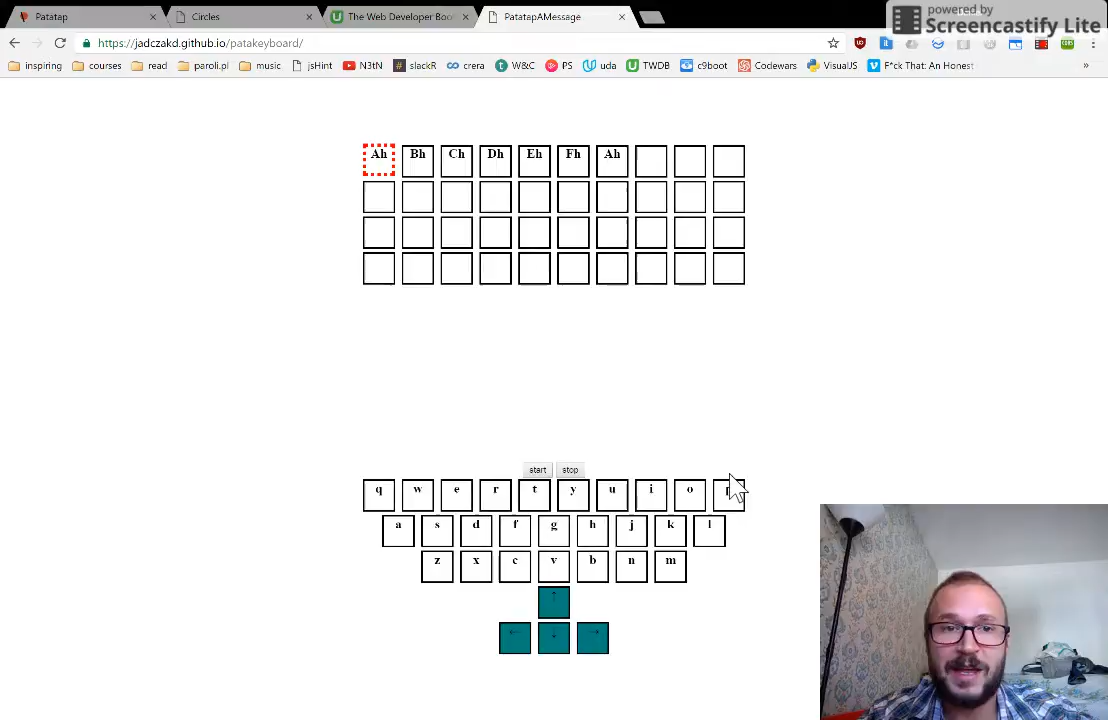 Patatap
Circles
The Web Developer Boo
PatatapAMessage
powered by
Screencastify Lite
https://jadczakd.github.io/patakeyboard/
inspiring
courses
read
paroli.pl
music
jsHint
N3tN
slackR
crera
W&C
PS
uda
TWDB
c9boot
Codewars
VisualJS
F*ck That: An Honest
»
Ah Bh Ch Dh Eh Fh Ah
start stop
q w e r t y u i o p
a s d f g h j k l
z x c v b n m
↑
← ↓ →